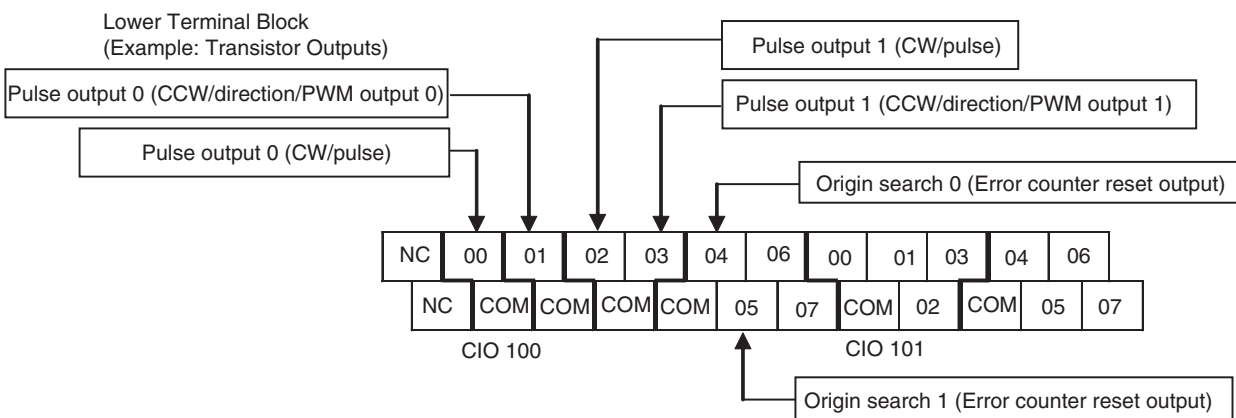 Lower Terminal Block
(Example: Transistor Outputs)
Pulse output 1 (CW/pulse)
Pulse output 0 (CCW/direction/PWM output 0)
Pulse output 1 (CCW/direction/PWM output 1)
Pulse output 0 (CW/pulse)
Origin search 0 (Error counter reset output)
NC 00 01 02 03 04 06 00 01 03 04 06
NC COM COM COM COM 05 07 COM 02 COM 05 07
CIO 100 CIO 101
Origin search 1 (Error counter reset output)